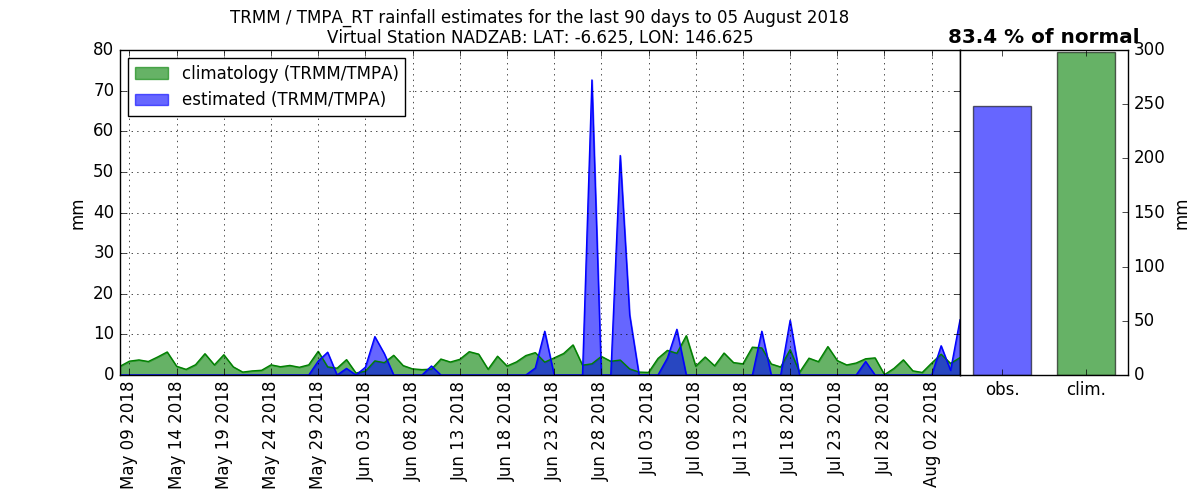 TRMM / TMPA_RT rainfall estimates for the last 90 days to 05 August 2018
Virtual Station NADZAB: LAT: -6.625, LON: 146.625
83.4 % of normal
climatology (TRMM/TMPA)
estimated (TRMM/TMPA)
80
70
60
50
40
30
20
10
0
mm
May 09 2018
May 14 2018
May 19 2018
May 24 2018
May 29 2018
Jun 03 2018
Jun 08 2018
Jun 13 2018
Jun 18 2018
Jun 23 2018
Jun 28 2018
Jul 03 2018
Jul 08 2018
Jul 13 2018
Jul 18 2018
Jul 23 2018
Jul 28 2018
Aug 02 2018
obs.
clim.
300
250
200
150
100
50
0
mm